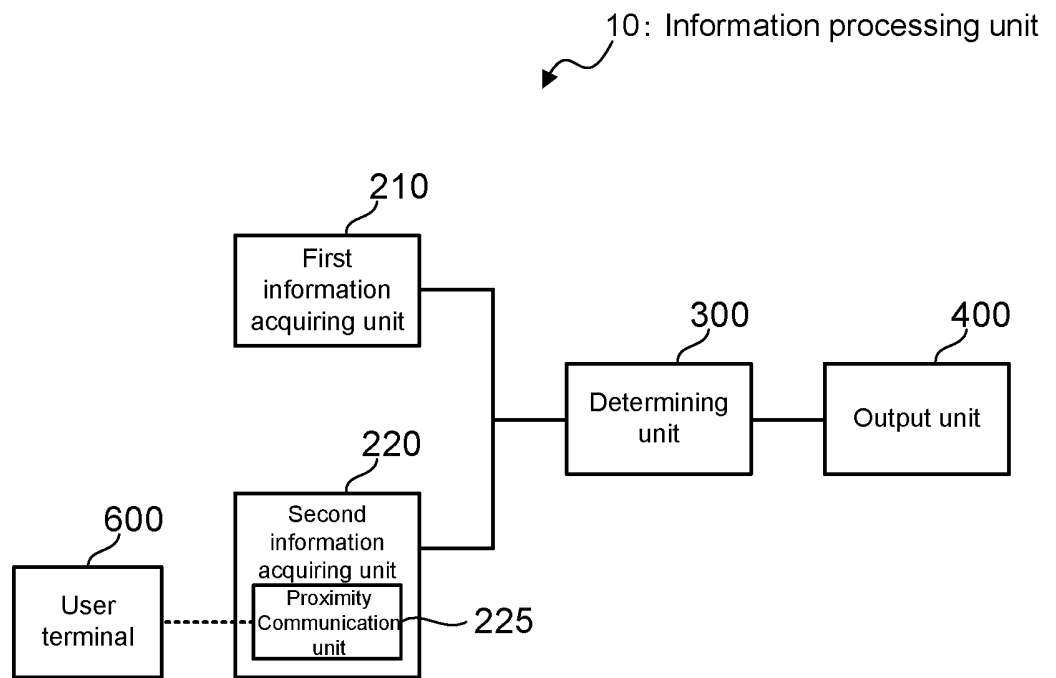 10: Information processing unit
210
First
information
acquiring unit
300
Determining
unit
400
Output unit
220
Second
information
acquiring unit
Proximity
Communication
unit
225
600
User
terminal